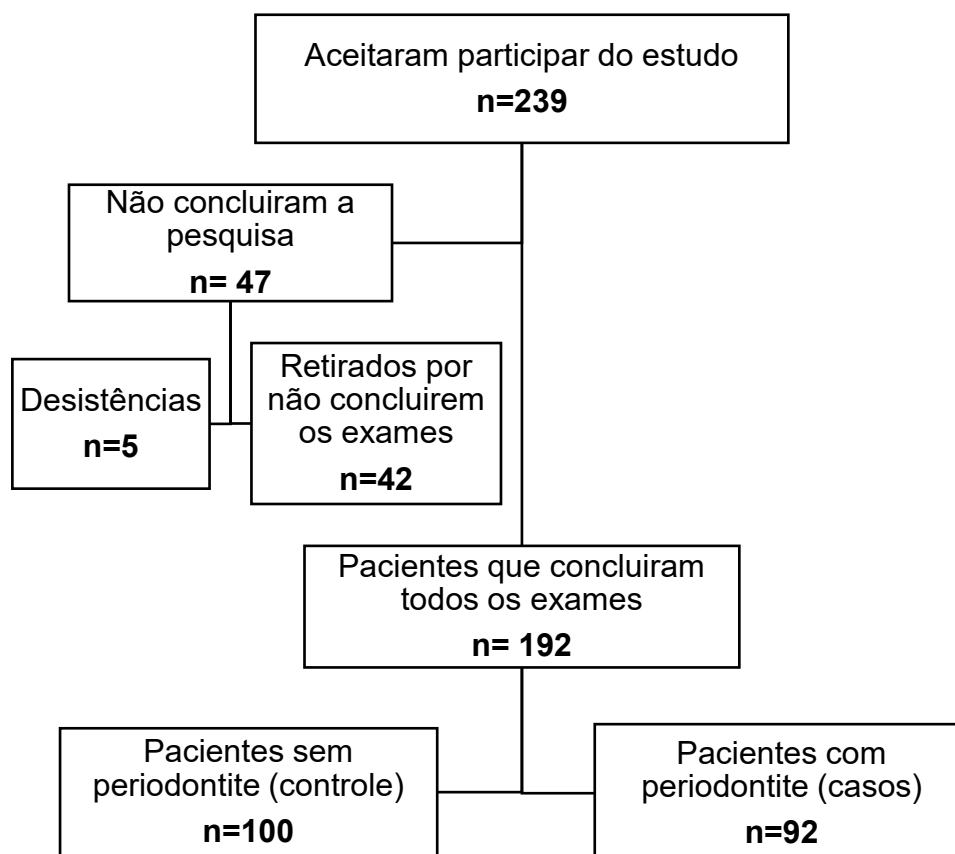 Aceitaram participar do estudo
n=239
Não concluiram a
pesquisa
n= 47
Desistências
n=5
Retirados por
não concluirem
os exames
n=42
Pacientes que concluiram
todos os exames
n= 192
Pacientes sem
periodontite (controle)
n=100
Pacientes com
periodontite (casos)
n=92